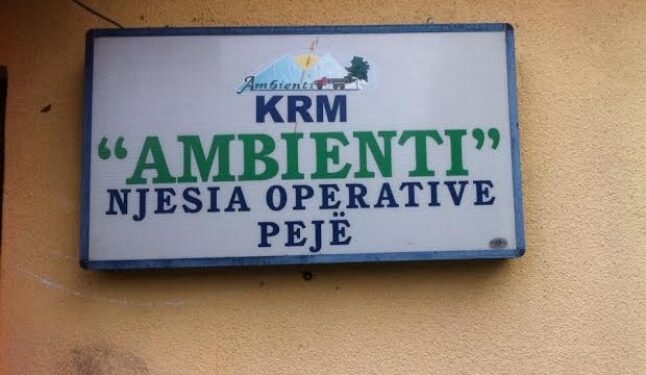 Ambienti
KRM
“AMBIENTI”
NJESIA OPERATIVE
PEJË